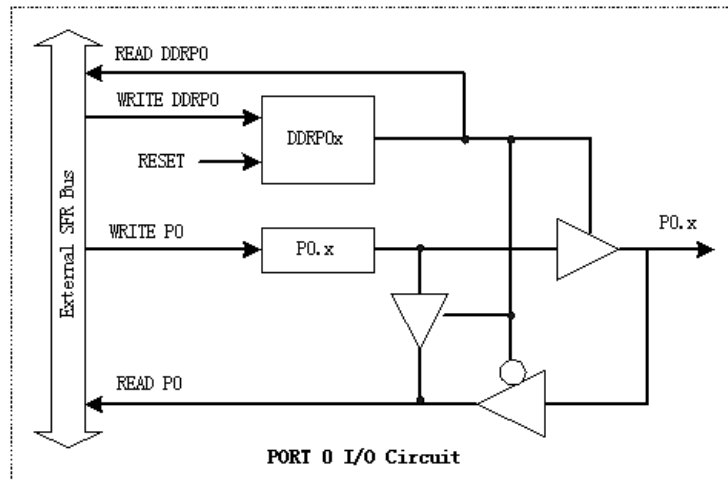 READ DDRP0
WRITE DDRP0
DDRP0x
RESET
External SFR Bus
WRITE P0
P0.x
P0.x
READ P0
PORT 0 I/O Circuit